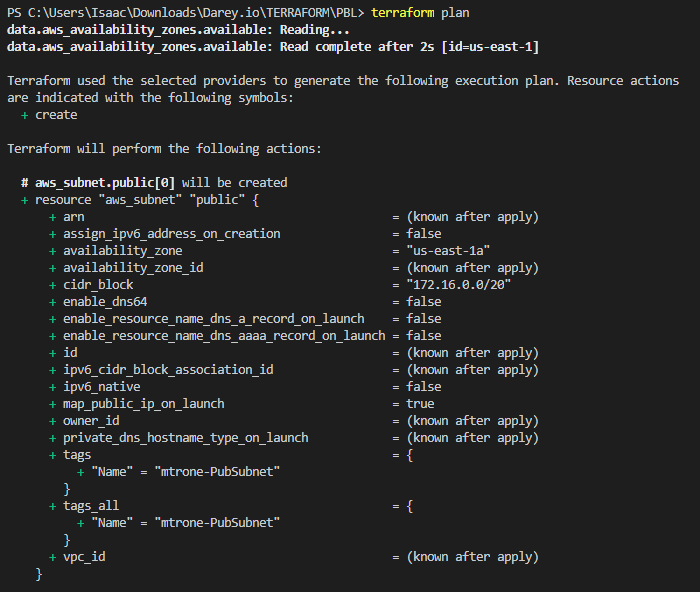 PS C:\Users\Isaac\Downloads\Darey.io\TERRAFORM\PBL> terraform plan
data.aws_availability_zones.available: Reading...
data.aws_availability_zones.available: Read complete after 2s [id=us-east-1]
Terraform used the selected providers to generate the following execution plan. Resource actions
are indicated with the following symbols:
+ create
Terraform will perform the following actions:
# aws_subnet.public[0] will be created
+ resource "aws_subnet" "public" {
+ arn = (known after apply)
+ assign_ipv6_address_on_creation = false
+ availability_zone = "us-east-1a"
+ availability_zone_id = (known after apply)
+ cidr_block = "172.16.0.0/20"
+ enable_dns64 = false
+ enable_resource_name_dns_a_record_on_launch = false
+ enable_resource_name_dns_aaaa_record_on_launch = false
+ id = (known after apply)
+ ipv6_cidr_block_association_id = (known after apply)
+ ipv6_native = false
+ map_public_ip_on_launch = true
+ owner_id = (known after apply)
+ private_dns_hostname_type_on_launch = (known after apply)
+ tags = {
+ "Name" = "mtrone-PubSubnet"
}
+ tags_all = {
+ "Name" = "mtrone-PubSubnet"
}
+ vpc_id = (known after apply)
}